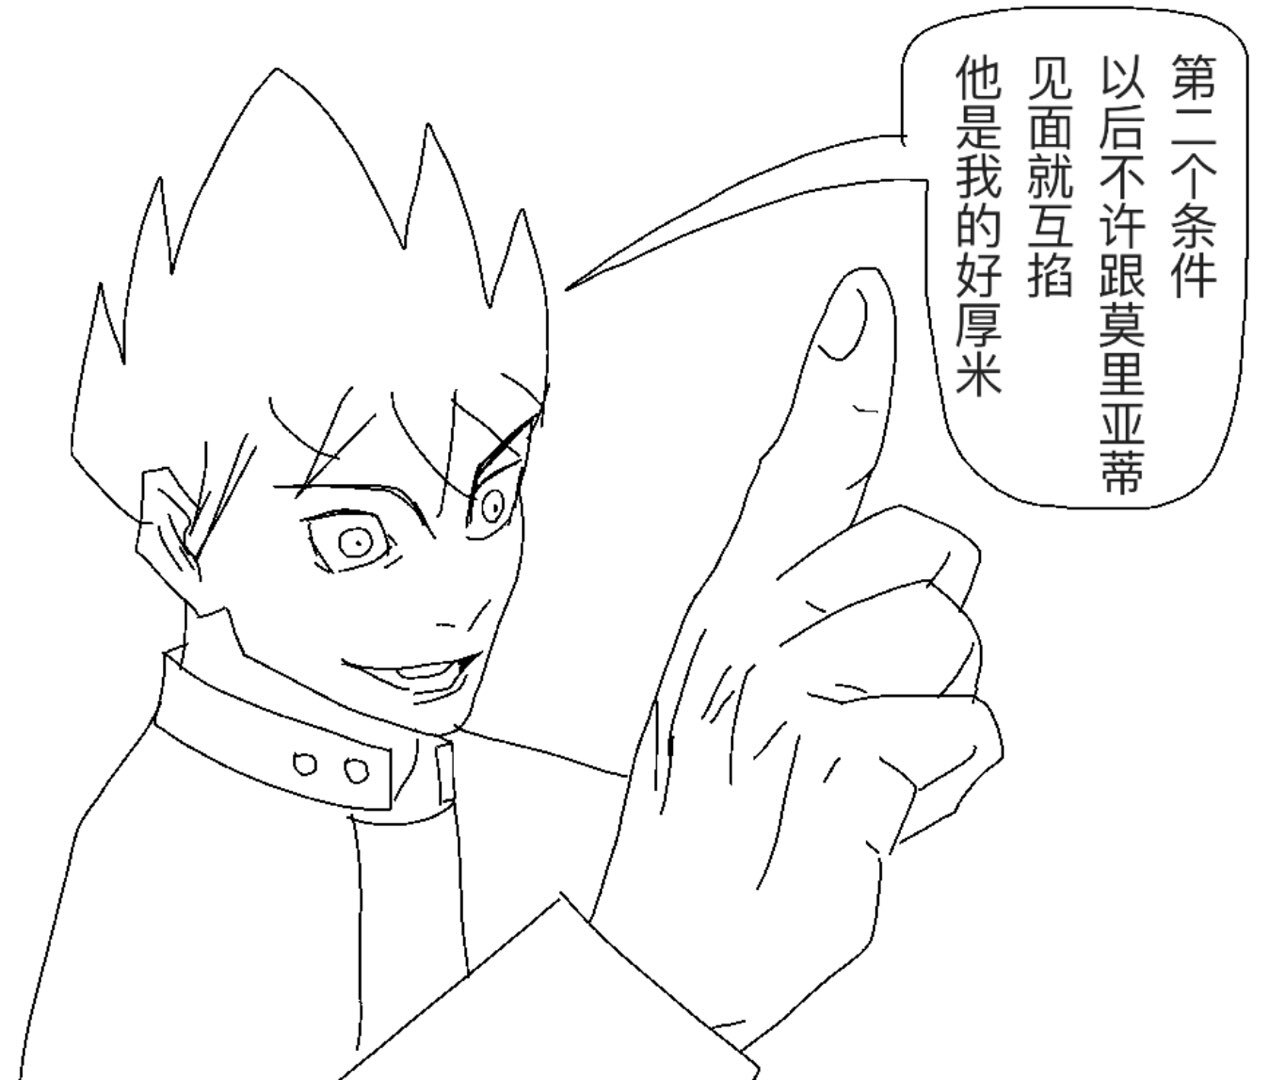 第二个条件
以后不许跟莫里亚蒂
见面就互掐
他是我的好厚米